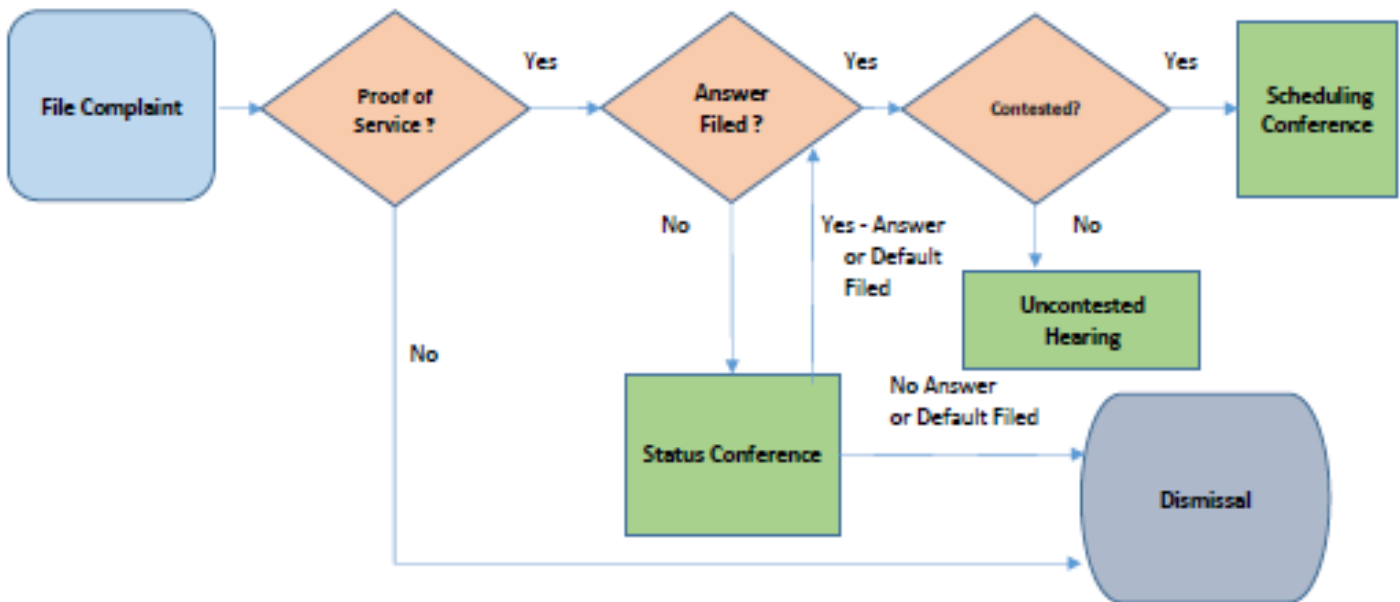 Yes
Yes
Yes
File Complaint
Proof of
Service ?
Answer
Filed ?
Contested?
Scheduling
Conference
No
Yes - Answer
or Default
Filed
No
Uncontested
Hearing
No
No Answer
or Default Filed
Status Conference
Dismissal